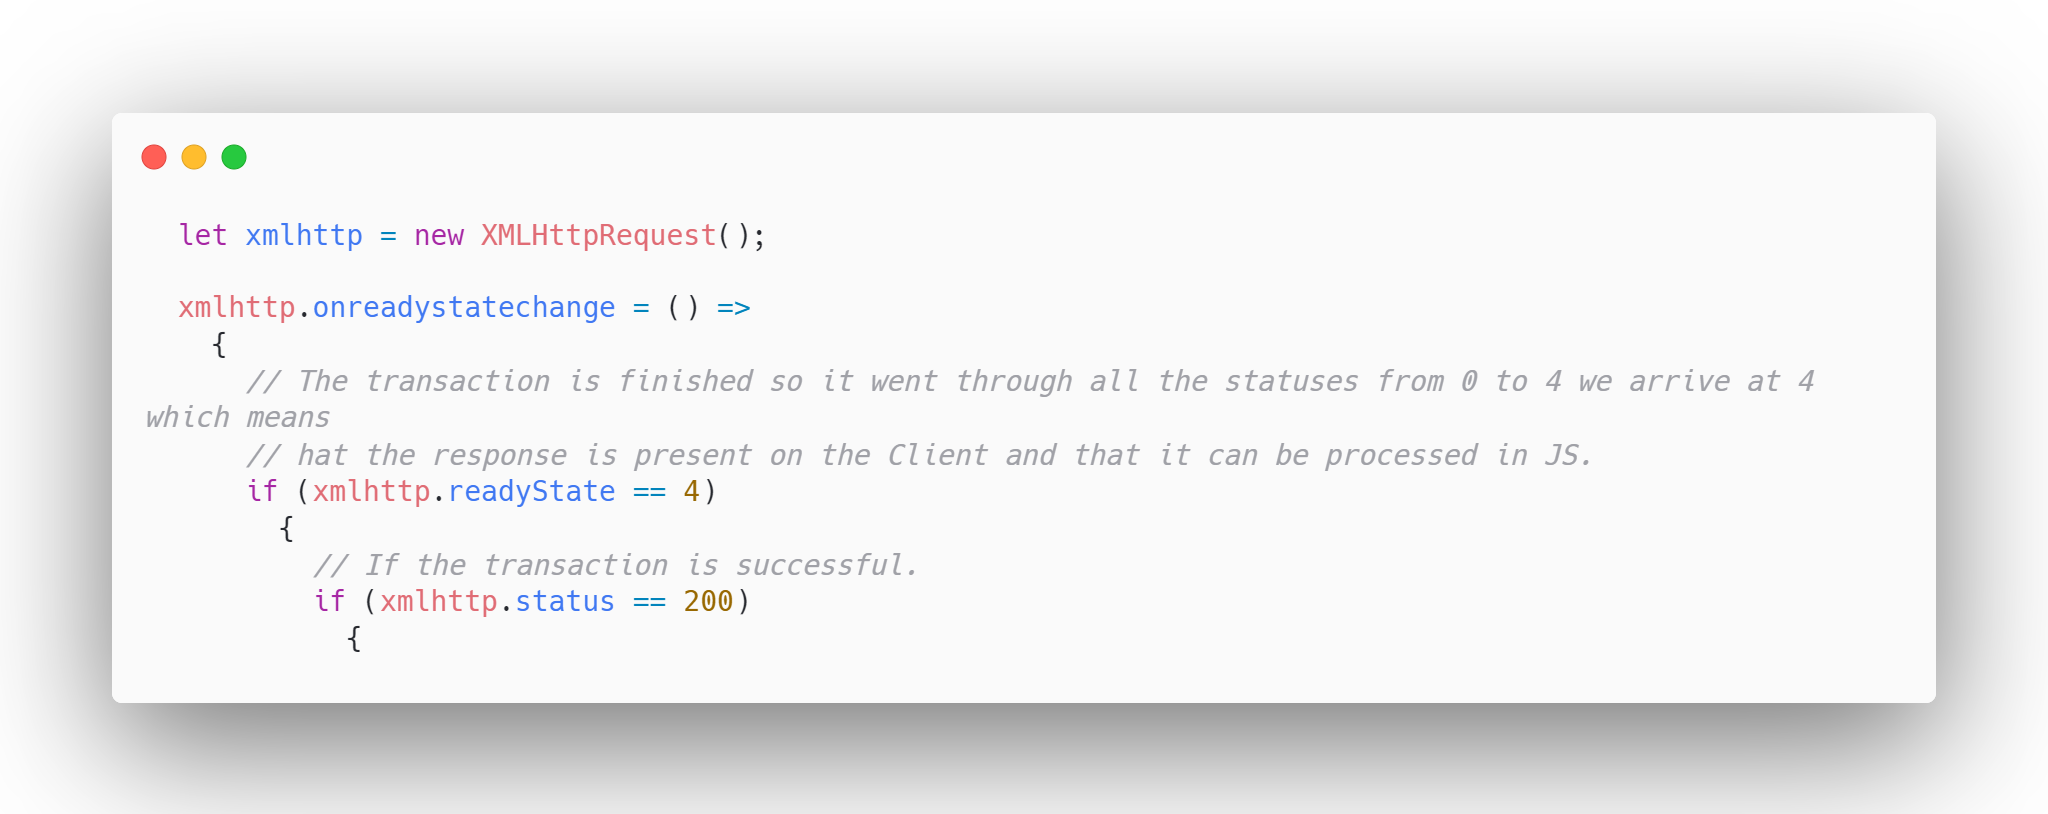 let xmlhttp = new XMLHttpRequest();
xmlhttp.onreadystatechange = () =>
{
// The transaction is finished so it went through all the statuses from 0 to 4 we arrive at 4
which means
// hat the response is present on the Client and that it can be processed in JS.
if (xmlhttp.readyState == 4)
{
// If the transaction is successful.
if (xmlhttp.status == 200)
{